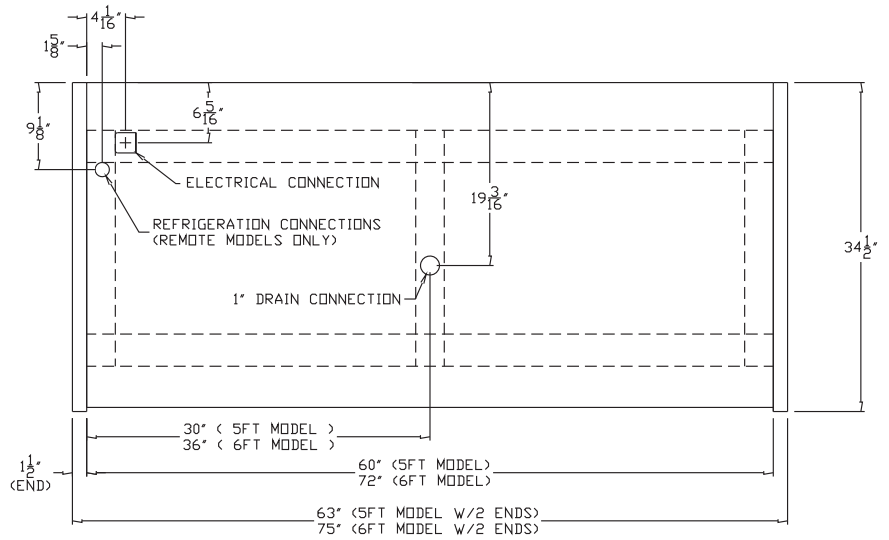 4 1/16"
1 5/8"
6 5/16"
9 1/8"
ELECTRICAL CONNECTION
19 3/16"
REFRIGERATION CONNECTIONS
(REMOTE MODELS ONLY)
34 1/2"
1" DRAIN CONNECTION
30" ( 5FT MODEL )
36" ( 6FT MODEL )
1 1/2"
(END)
60" (5FT MODEL)
72" (6FT MODEL)
63" (5FT MODEL W/2 ENDS)
75" (6FT MODEL W/2 ENDS)